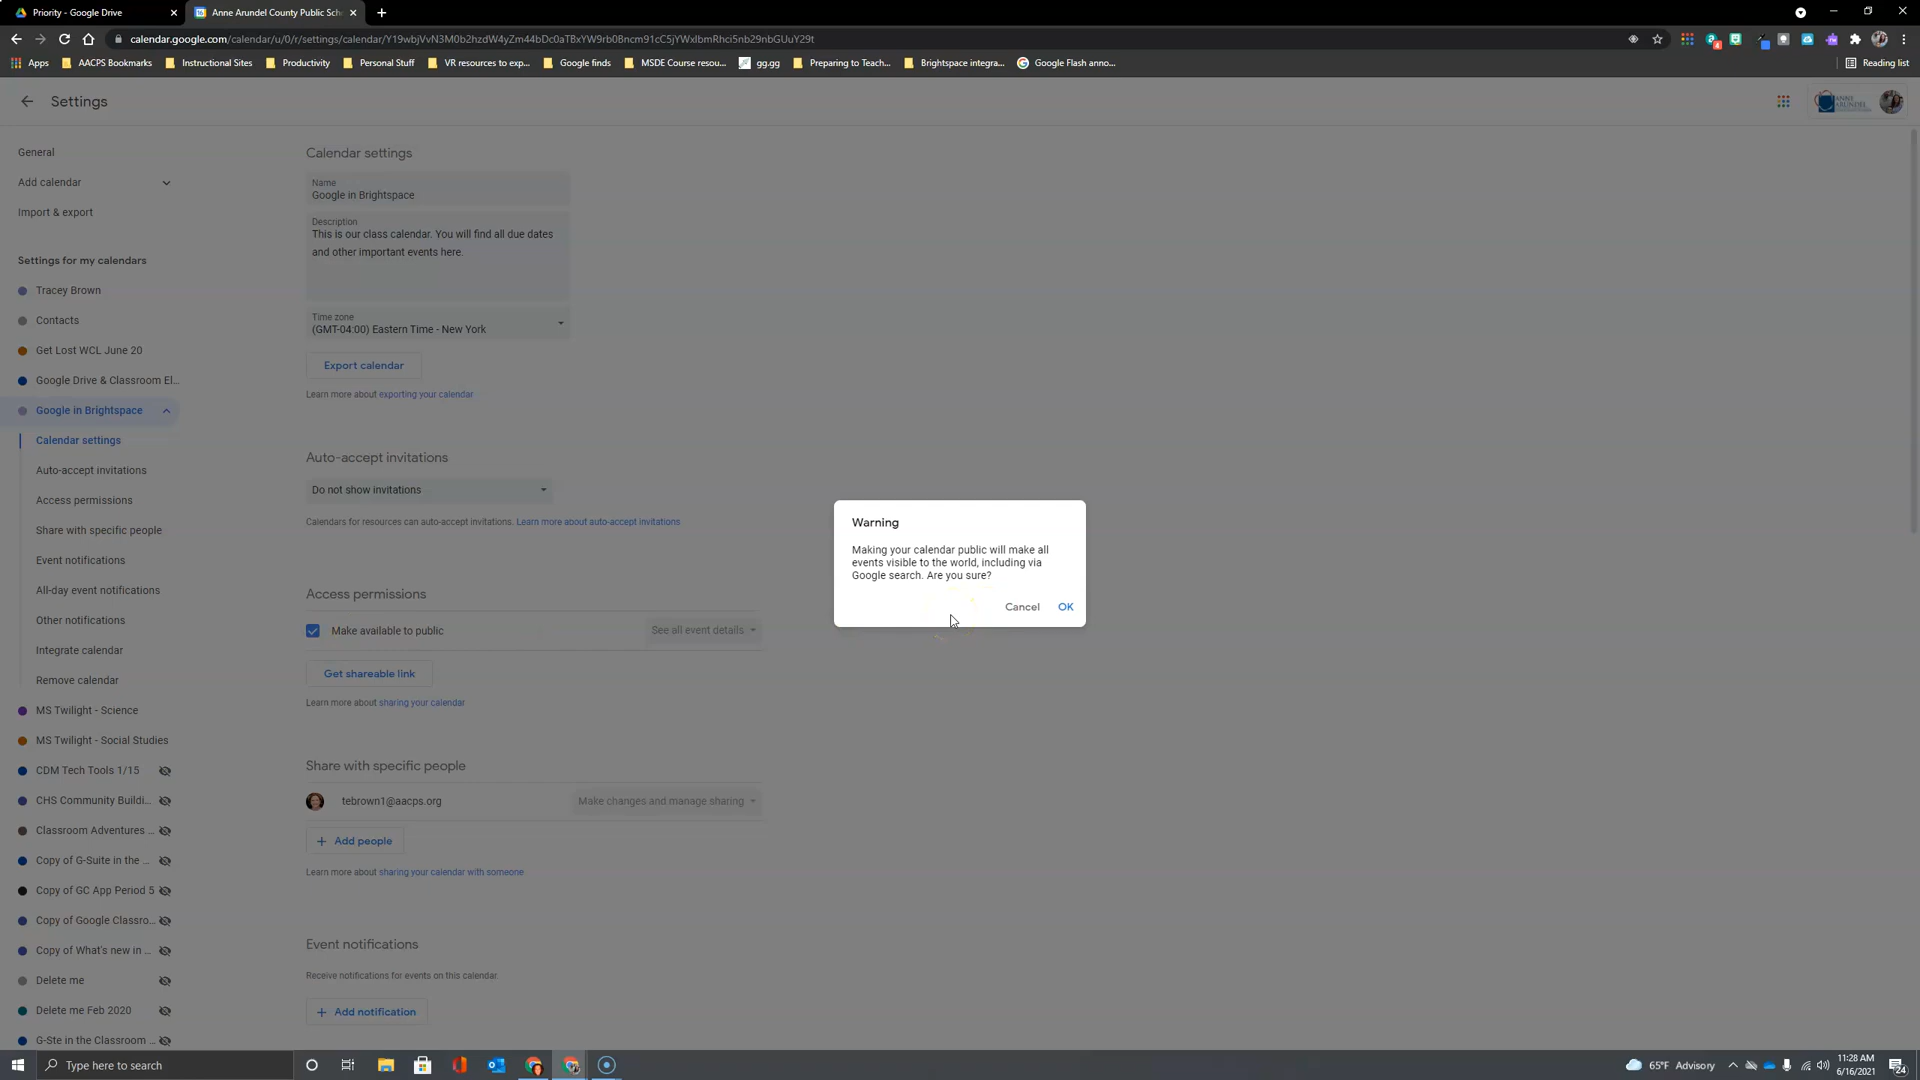 Priority - Google Drive
Anne Arundel County Public Sch
calendar.google.com/calendar/u/0/r/settings/calendar/
Apps
AACPS Bookmarks
Instructional Sites
Productivity
Personal Stuff
VR resources to exp...
Google finds
MSDE Course resou...
gg.gg
Preparing to Teach...
Brightspace integra...
Google Flash anno...
Reading list
Settings
ANNE ARUNDEL
General
Add calendar
Import & export
Settings for my calendars
Tracey Brown
Contacts
Get Lost WCL June 20
Google Drive & Classroom El...
Google in Brightspace
Calendar settings
Auto-accept invitations
Access permissions
Share with specific people
Event notifications
All-day event notifications
Other notifications
Integrate calendar
Remove calendar
MS Twilight - Science
MS Twilight - Social Studies
CDM Tech Tools 1/15
CHS Community Buildi...
Classroom Adventures ...
Copy of G-Suite in the ...
Copy of GC App Period 5
Copy of Google Classro...
Copy of What's new in ...
Delete me
Delete me Feb 2020
G-Ste in the Classroom ...
Calendar settings
Name
Google in Brightspace
Description
This is our class calendar. You will find all due dates
and other important events here.
Time zone
(GMT-04:00) Eastern Time - New York
Export calendar
Learn more about exporting your calendar
Auto-accept invitations
Do not show invitations
Calendars for resources can auto-accept invitations. Learn more about auto-accept invitations
Access permissions
Make available to public
See all event details
Get shareable link
Learn more about sharing your calendar
Share with specific people
tebrown1@aacps.org
Make changes and manage sharing
+ Add people
Learn more about sharing your calendar with someone
Event notifications
Receive notifications for events on this calendar.
+ Add notification
Warning
Making your calendar public will make all
events visible to the world, including via
Google search. Are you sure?
Cancel
OK
Type here to search
65°F Advisory
11:28 AM
6/16/2021
24